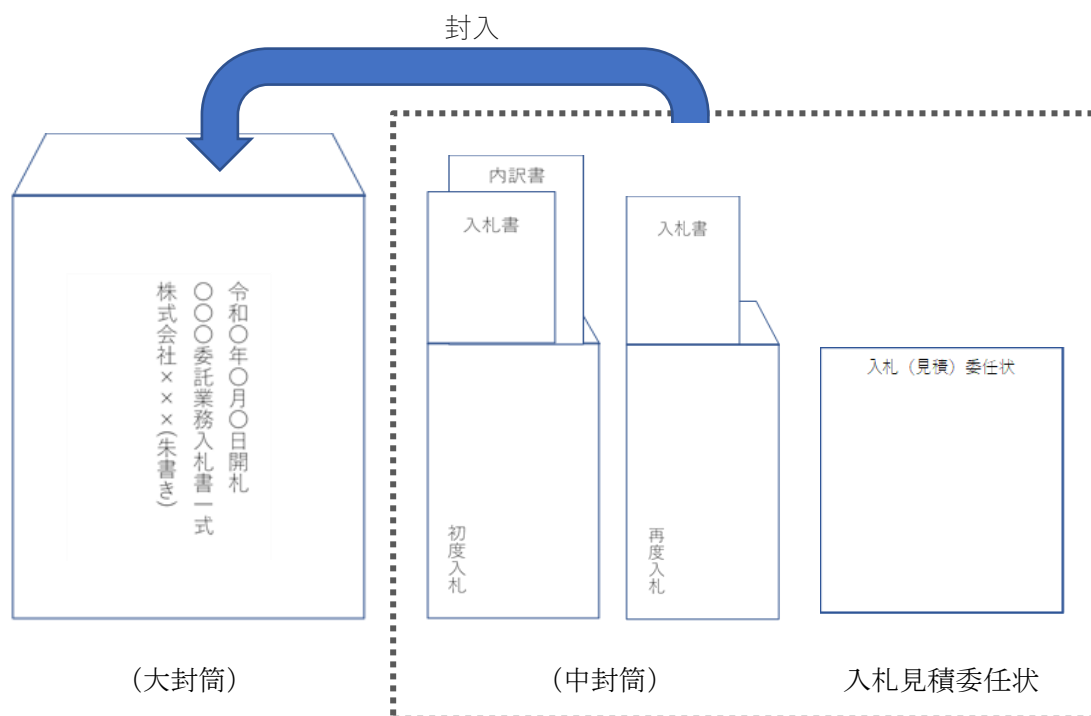 封入
令和〇年〇月〇日開札
〇〇〇委託業務入札書一式
株式会社×××(朱書き)
内訳書
入札書
初度入札
入札書
再度入札
入札（見積）委任状
（大封筒）
（中封筒）
入札見積委任状